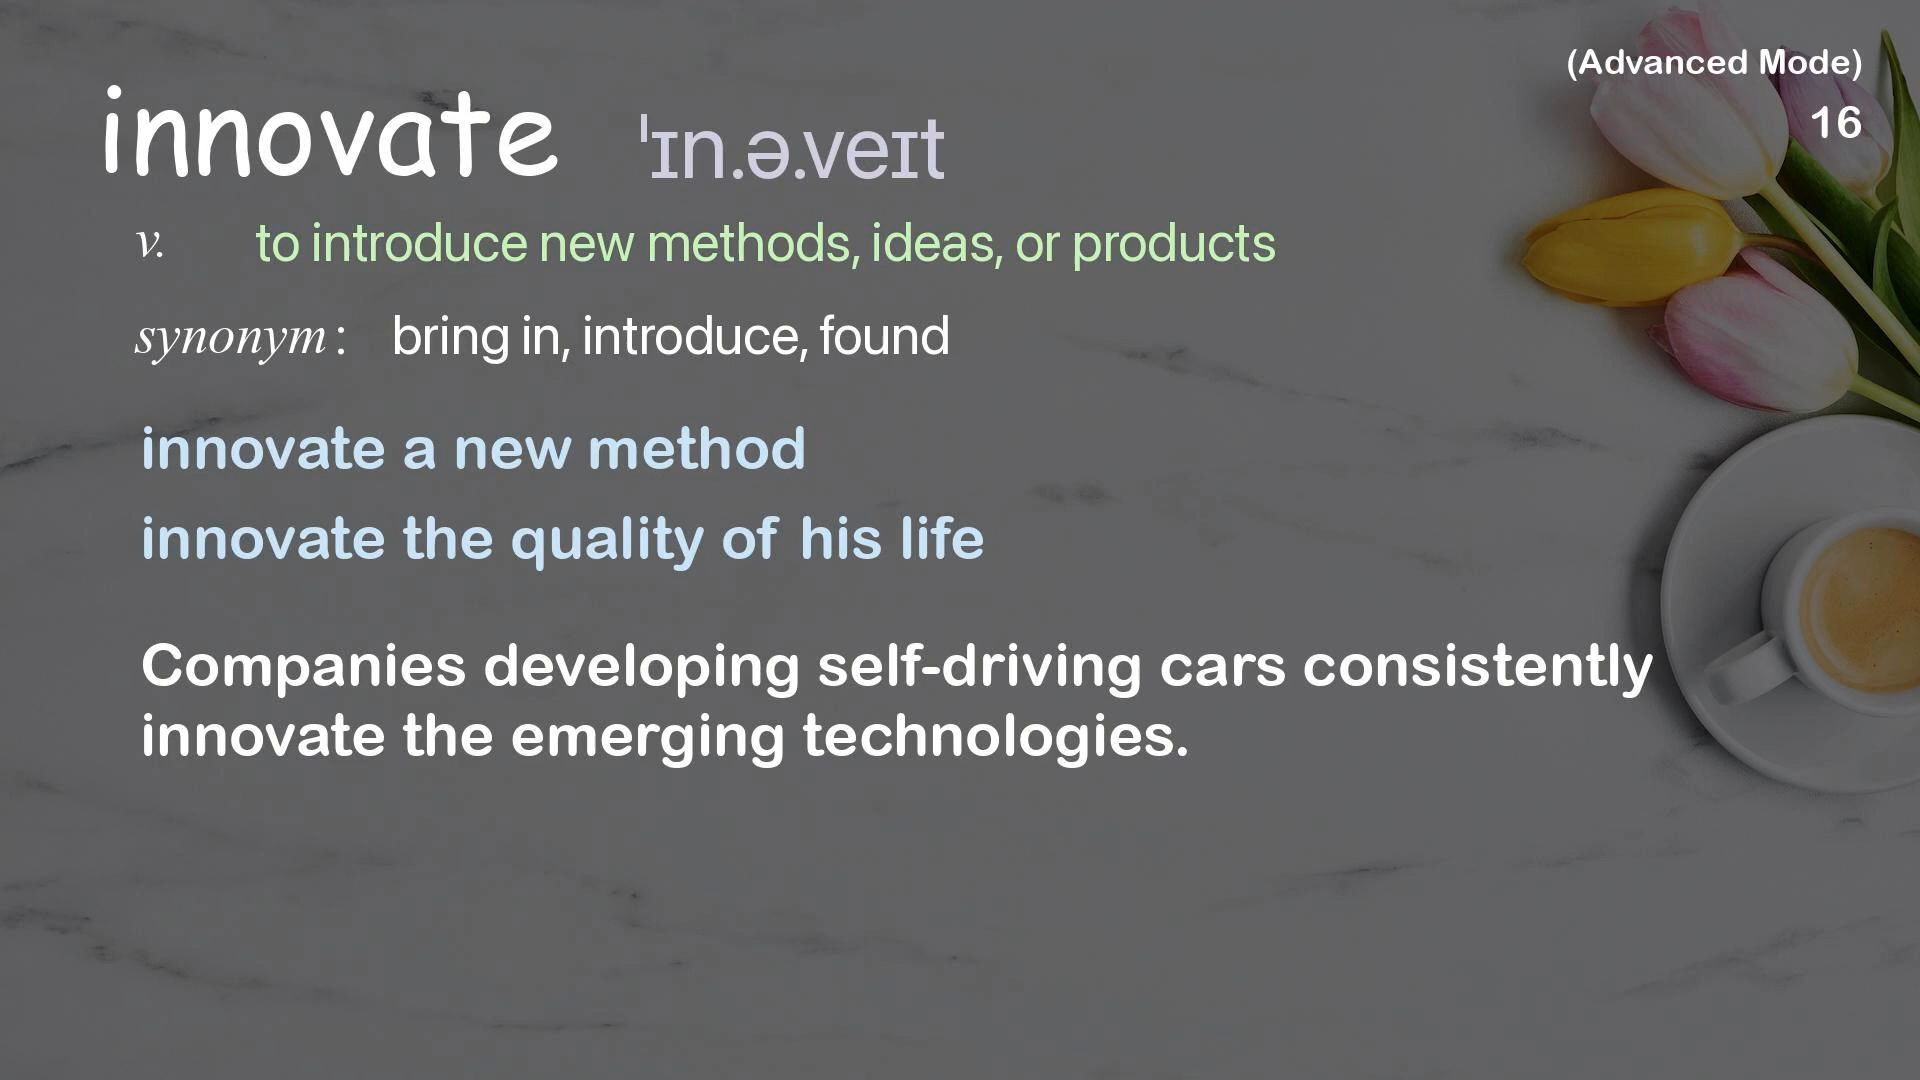 (Advanced Mode)
16
innovate ˈɪn.ə.veɪt
v. to introduce new methods, ideas, or products
synonym: bring in, introduce, found
innovate a new method
innovate the quality of his life
Companies developing self-driving cars consistently
innovate the emerging technologies.